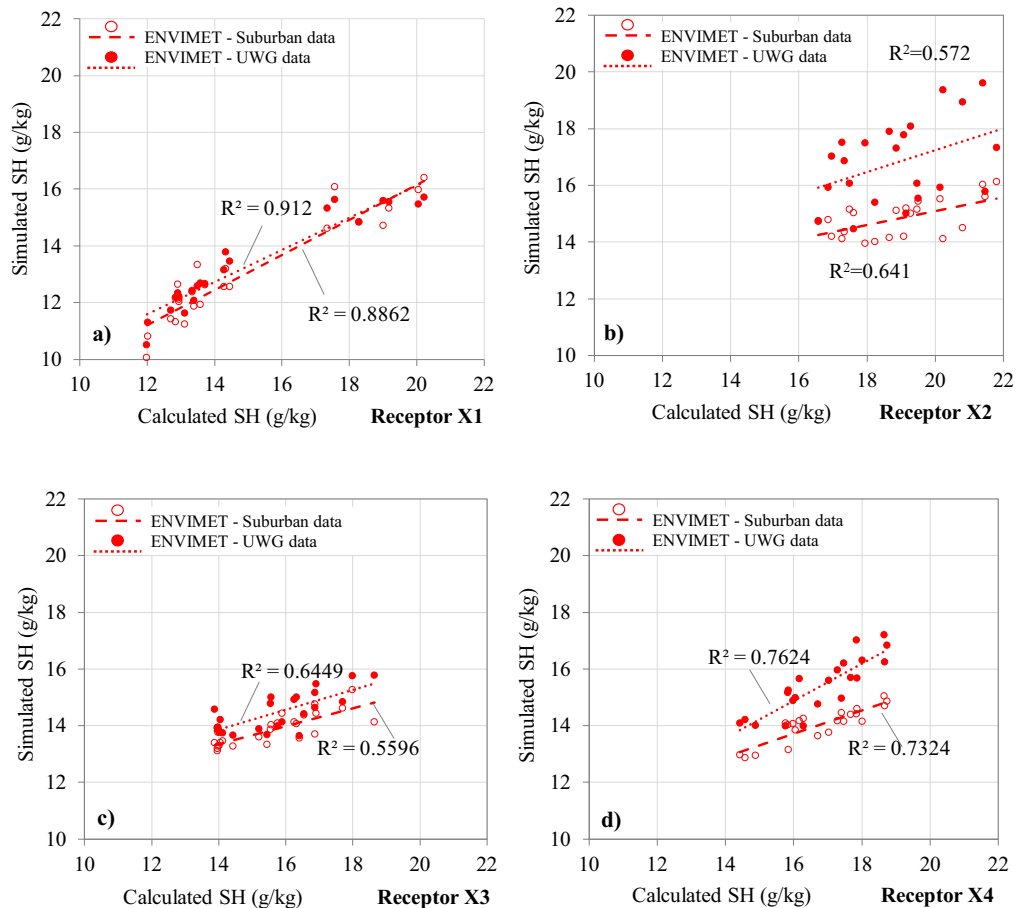 22
20
18
16
14
12
10
Simulated SH (g/kg)
ENVIMET - Suburban data
ENVIMET - UWG data
R² = 0.912
R² = 0.8862
a)
10 12 14 16 18 20 22
Calculated SH (g/kg) Receptor X1
22
20
18
16
14
12
10
Simulated SH (g/kg)
ENVIMET - Suburban data
ENVIMET - UWG data
R²=0.572
R²=0.641
b)
10 12 14 16 18 20 22
Calculated SH (g/kg) Receptor X2
22
20
18
16
14
12
10
Simulated SH (g/kg)
ENVIMET - Suburban data
ENVIMET - UWG data
R² = 0.6449
R² = 0.5596
c)
10 12 14 16 18 20 22
Calculated SH (g/kg) Receptor X3
22
20
18
16
14
12
10
Simulated SH (g/kg)
ENVIMET - Suburban data
ENVIMET - UWG data
R² = 0.7624
R² = 0.7324
d)
10 12 14 16 18 20 22
Calculated SH (g/kg) Receptor X4